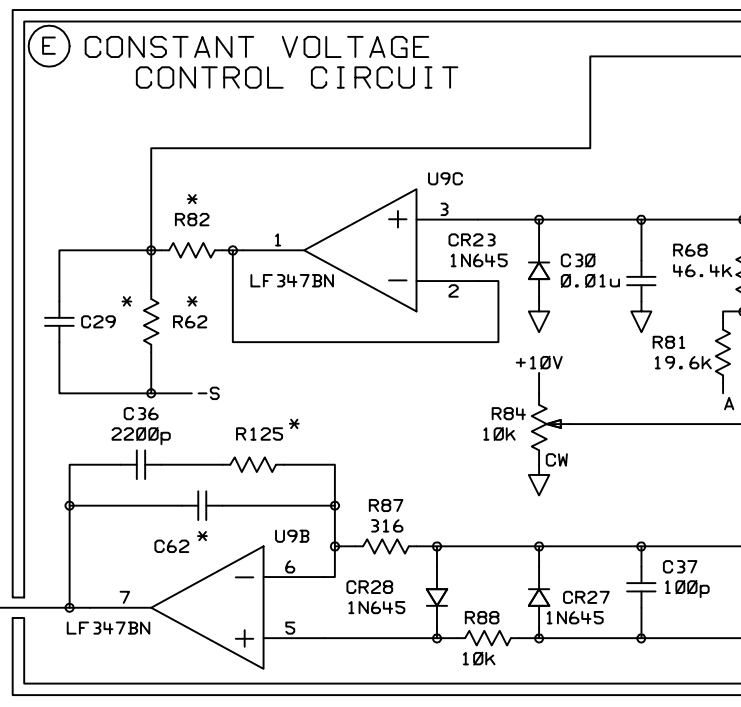 E CONSTANT VOLTAGE
CONTROL CIRCUIT
U9C
*
R82
+
3
1
CR23
1N645
C30
0.01u
R68
46.4k
LF347BN
-
2
C29
*
*
R62
R81
19.6k
+10V
-S
A
C36
2200p
R125 *
R84
10k
CW
R87
316
C62 *
U9B
C37
100p
-
6
CR28
1N645
CR27
1N645
7
R88
10k
LF347BN
+
5